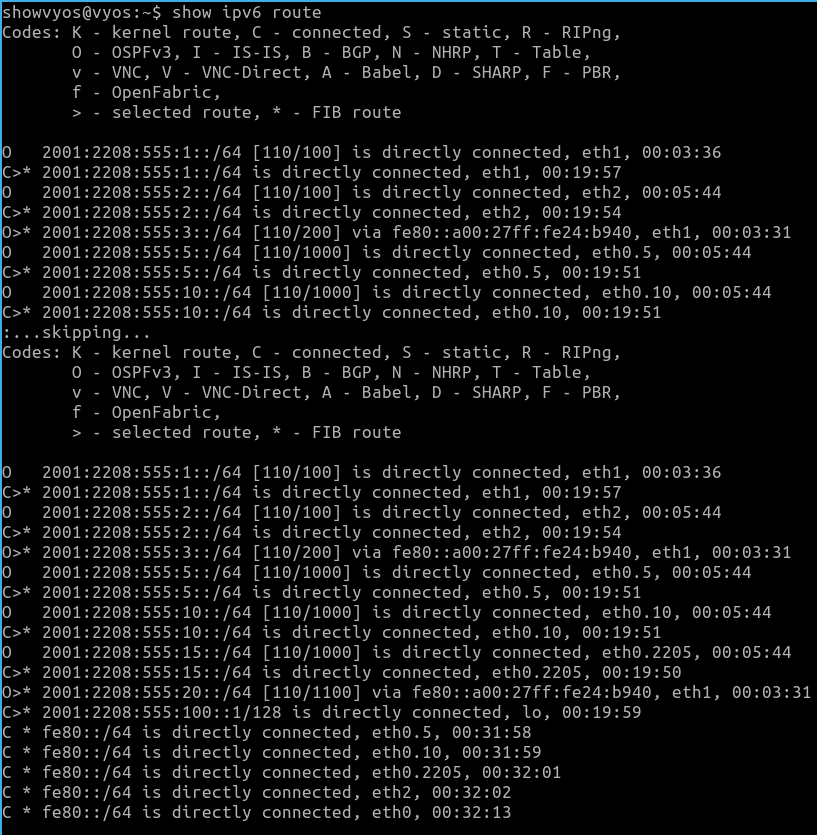 showvyos@vyos:~$ show ipv6 route
Codes: K - kernel route, C - connected, S - static, R - RIPng,
       O - OSPFv3, I - IS-IS, B - BGP, N - NHRP, T - Table,
       v - VNC, V - VNC-Direct, A - Babel, D - SHARP, F - PBR,
       f - OpenFabric,
       > - selected route, * - FIB route

O   2001:2208:555:1::/64 [110/100] is directly connected, eth1, 00:03:36
C>* 2001:2208:555:1::/64 is directly connected, eth1, 00:19:57
O   2001:2208:555:2::/64 [110/100] is directly connected, eth2, 00:05:44
C>* 2001:2208:555:2::/64 is directly connected, eth2, 00:19:54
O>* 2001:2208:555:3::/64 [110/200] via fe80::a00:27ff:fe24:b940, eth1, 00:03:31
O   2001:2208:555:5::/64 [110/1000] is directly connected, eth0.5, 00:05:44
C>* 2001:2208:555:5::/64 is directly connected, eth0.5, 00:19:51
O   2001:2208:555:10::/64 [110/1000] is directly connected, eth0.10, 00:05:44
C>* 2001:2208:555:10::/64 is directly connected, eth0.10, 00:19:51
:...skipping...
Codes: K - kernel route, C - connected, S - static, R - RIPng,
       O - OSPFv3, I - IS-IS, B - BGP, N - NHRP, T - Table,
       v - VNC, V - VNC-Direct, A - Babel, D - SHARP, F - PBR,
       f - OpenFabric,
       > - selected route, * - FIB route

O   2001:2208:555:1::/64 [110/100] is directly connected, eth1, 00:03:36
C>* 2001:2208:555:1::/64 is directly connected, eth1, 00:19:57
O   2001:2208:555:2::/64 [110/100] is directly connected, eth2, 00:05:44
C>* 2001:2208:555:2::/64 is directly connected, eth2, 00:19:54
O>* 2001:2208:555:3::/64 [110/200] via fe80::a00:27ff:fe24:b940, eth1, 00:03:31
O   2001:2208:555:5::/64 [110/1000] is directly connected, eth0.5, 00:05:44
C>* 2001:2208:555:5::/64 is directly connected, eth0.5, 00:19:51
O   2001:2208:555:10::/64 [110/1000] is directly connected, eth0.10, 00:05:44
C>* 2001:2208:555:10::/64 is directly connected, eth0.10, 00:19:51
O   2001:2208:555:15::/64 [110/1000] is directly connected, eth0.2205, 00:05:44
C>* 2001:2208:555:15::/64 is directly connected, eth0.2205, 00:19:50
O>* 2001:2208:555:20::/64 [110/1100] via fe80::a00:27ff:fe24:b940, eth1, 00:03:31
C>* 2001:2208:555:100::1/128 is directly connected, lo, 00:19:59
C * fe80::/64 is directly connected, eth0.5, 00:31:58
C * fe80::/64 is directly connected, eth0.10, 00:31:59
C * fe80::/64 is directly connected, eth0.2205, 00:32:01
C * fe80::/64 is directly connected, eth2, 00:32:02
C * fe80::/64 is directly connected, eth0, 00:32:13